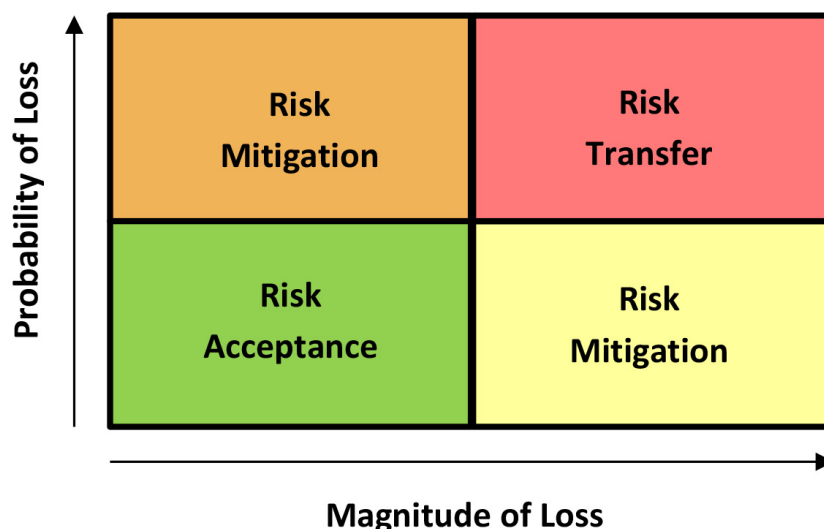 Probability of Loss
Risk
Mitigation
Risk
Transfer
Risk
Acceptance
Risk
Mitigation
Magnitude of Loss